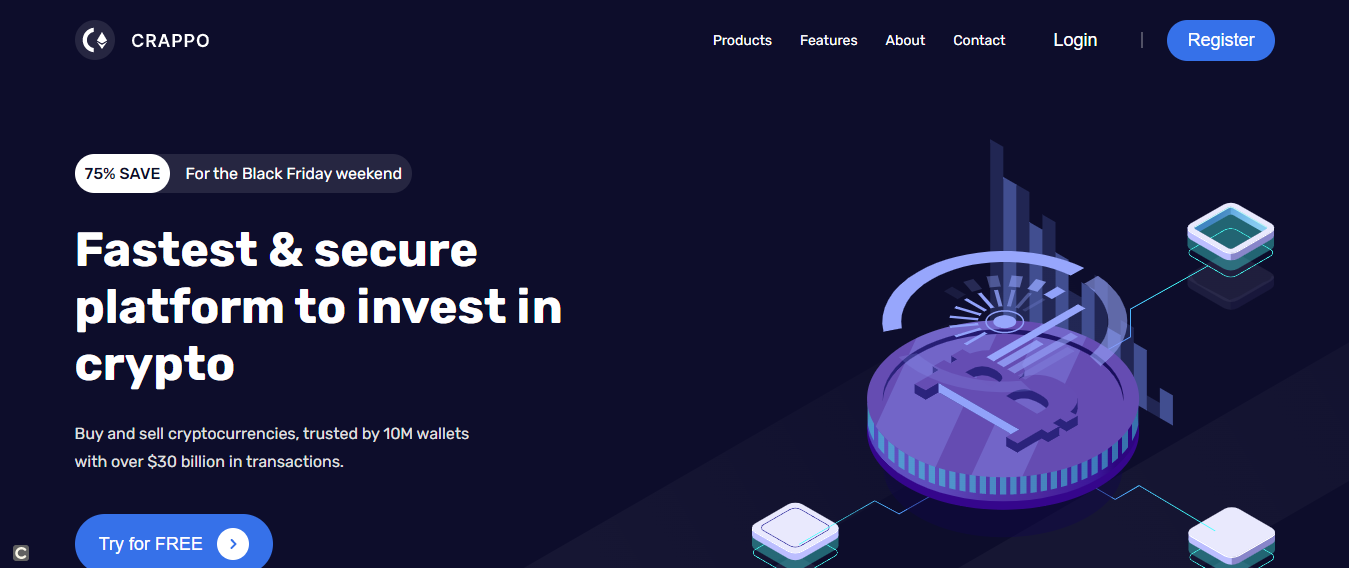 CRAPPO
Products
Features
About
Contact
Login
Register
75% SAVE
For the Black Friday weekend
Fastest & secure
platform to invest in
crypto
Buy and sell cryptocurrencies, trusted by 10M wallets
with over $30 billion in transactions.
Try for FREE
C